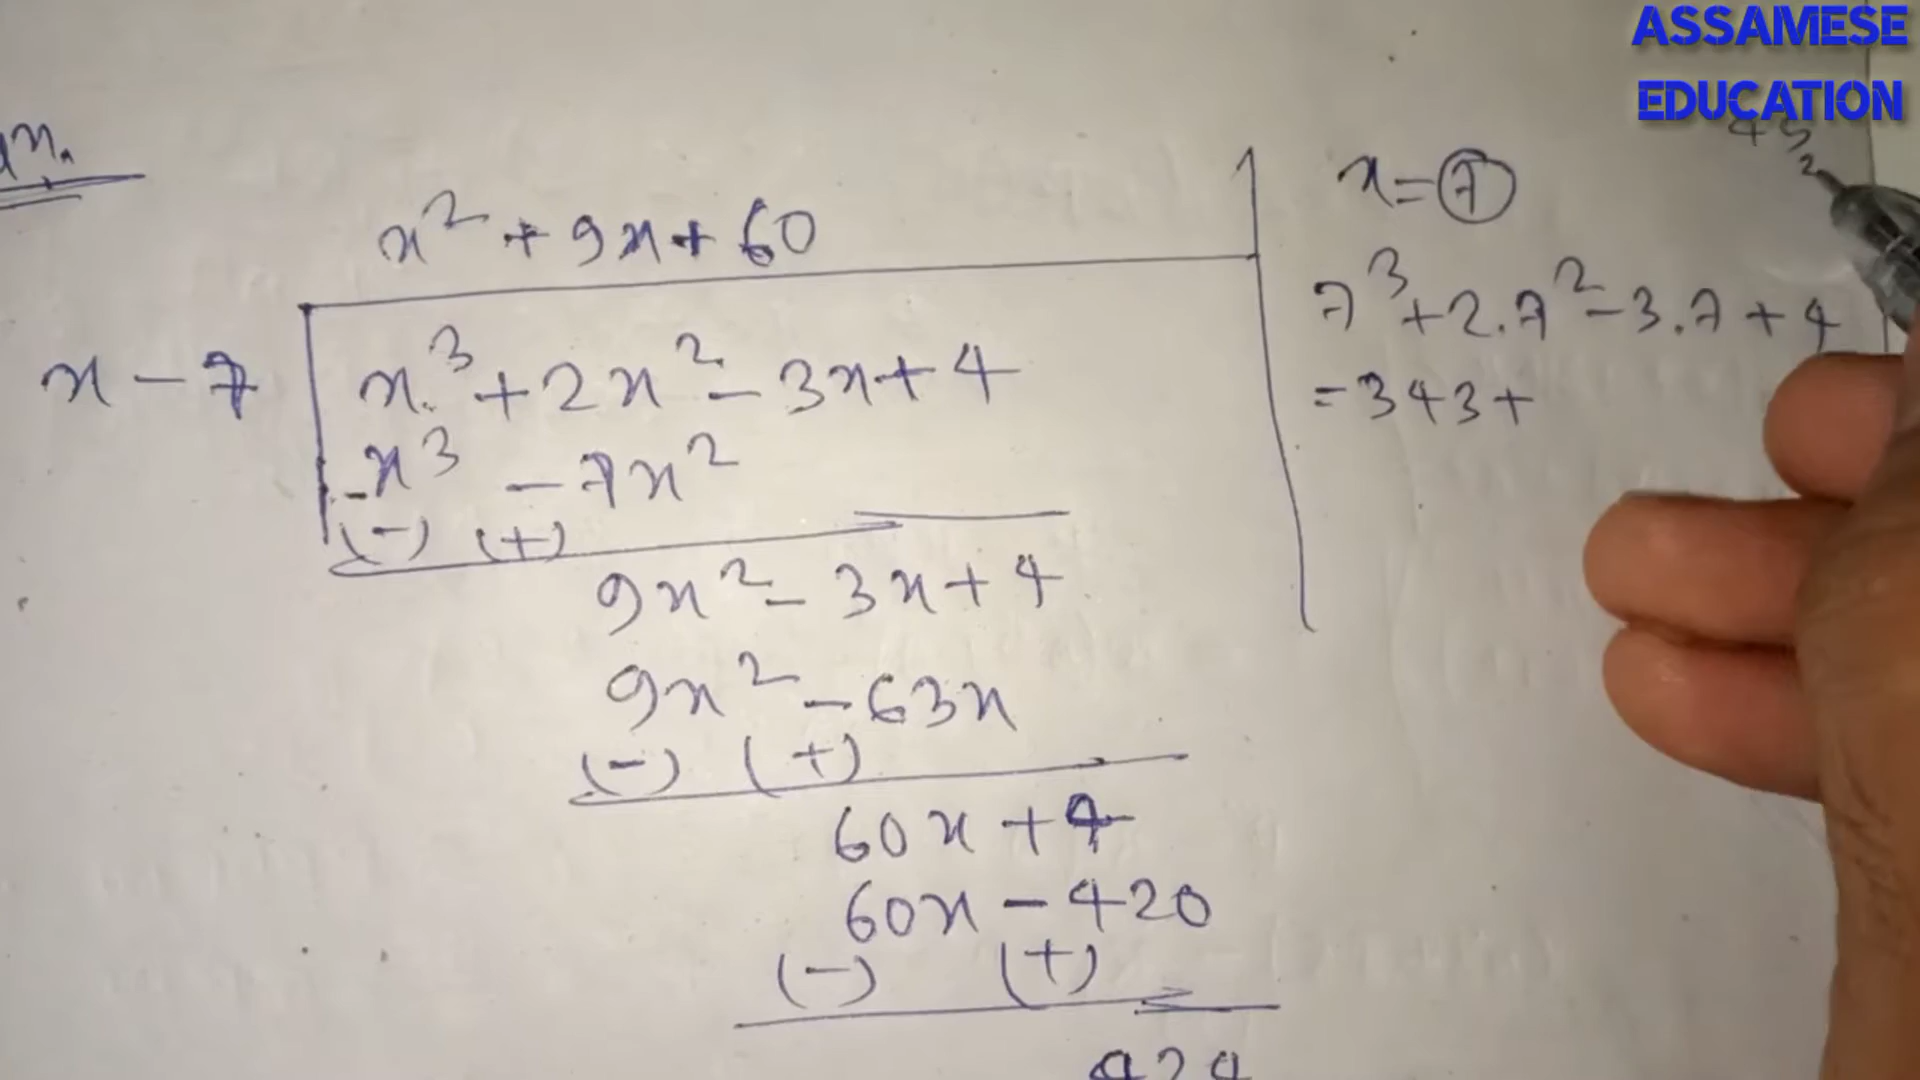 ASSAMESE
EDUCATION
x² + 9x + 60
x - 7
x³ + 2x² - 3x + 4
-x³ - 7x²
(-) (+)
9x² - 3x + 4
9x² - 63x
(-) (+)
60x + 4
60x - 420
(-) (+)
424
x = 7
7³ + 2.7² - 3.7 + 4
= 343 +